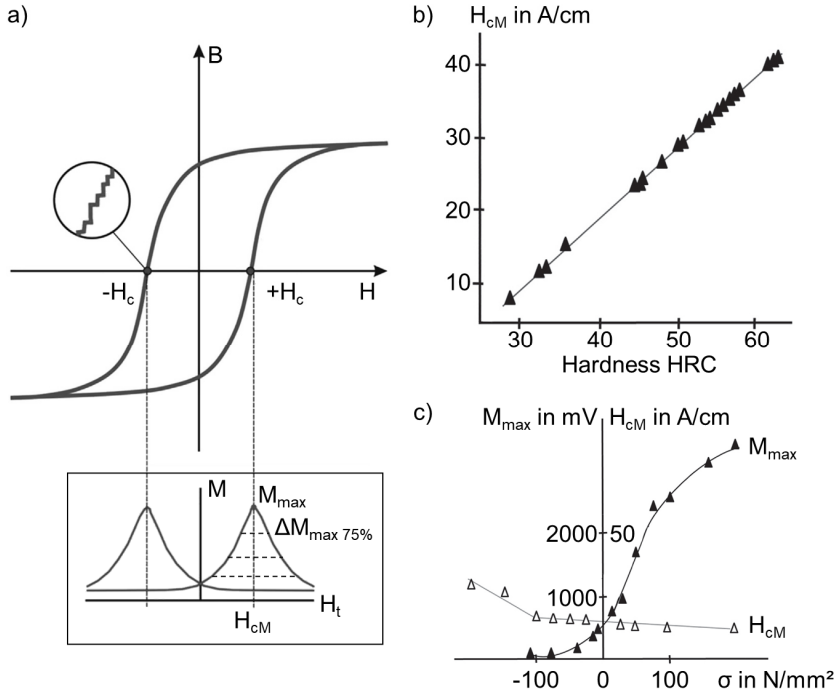 a)
B
-Hc
+Hc
H
M
Mmax
ΔMmax 75%
Ht
HcM
b)
HcM in A/cm
40
30
20
10
30 40 50 60
Hardness HRC
c)
Mmax in mV HcM in A/cm
Mmax
2000 50
1000
HcM
-100 0 100 σ in N/mm²